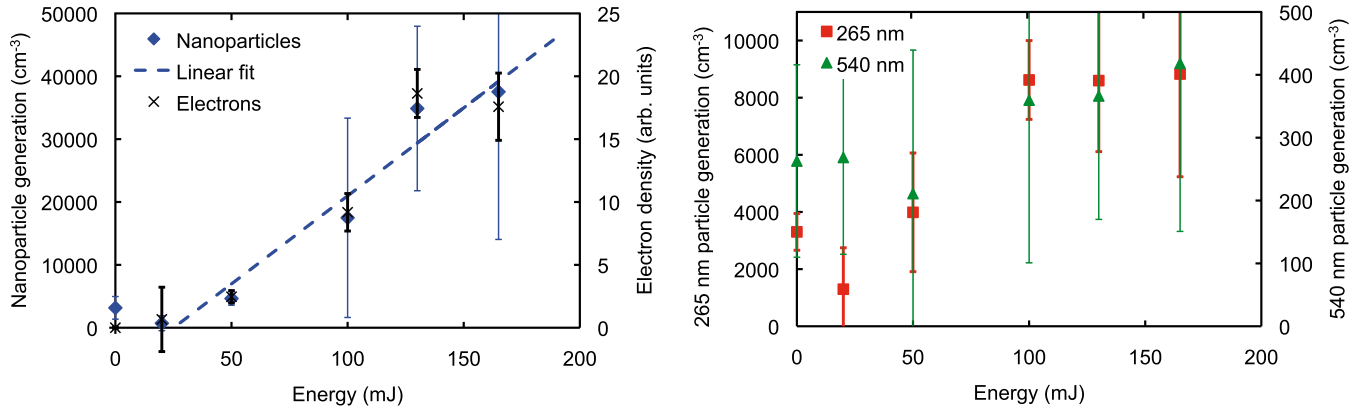 50000
40000
30000
20000
10000
0
Nanoparticle generation (cm⁻³)
Nanoparticles
Linear fit
Electrons
25
20
15
10
5
0
Electron density (arb. units)
0 50 100 150 200
Energy (mJ)
10000
8000
6000
4000
2000
0
265 nm particle generation (cm⁻³)
265 nm
540 nm
500
400
300
200
100
0
540 nm particle generation (cm⁻³)
0 50 100 150 200
Energy (mJ)